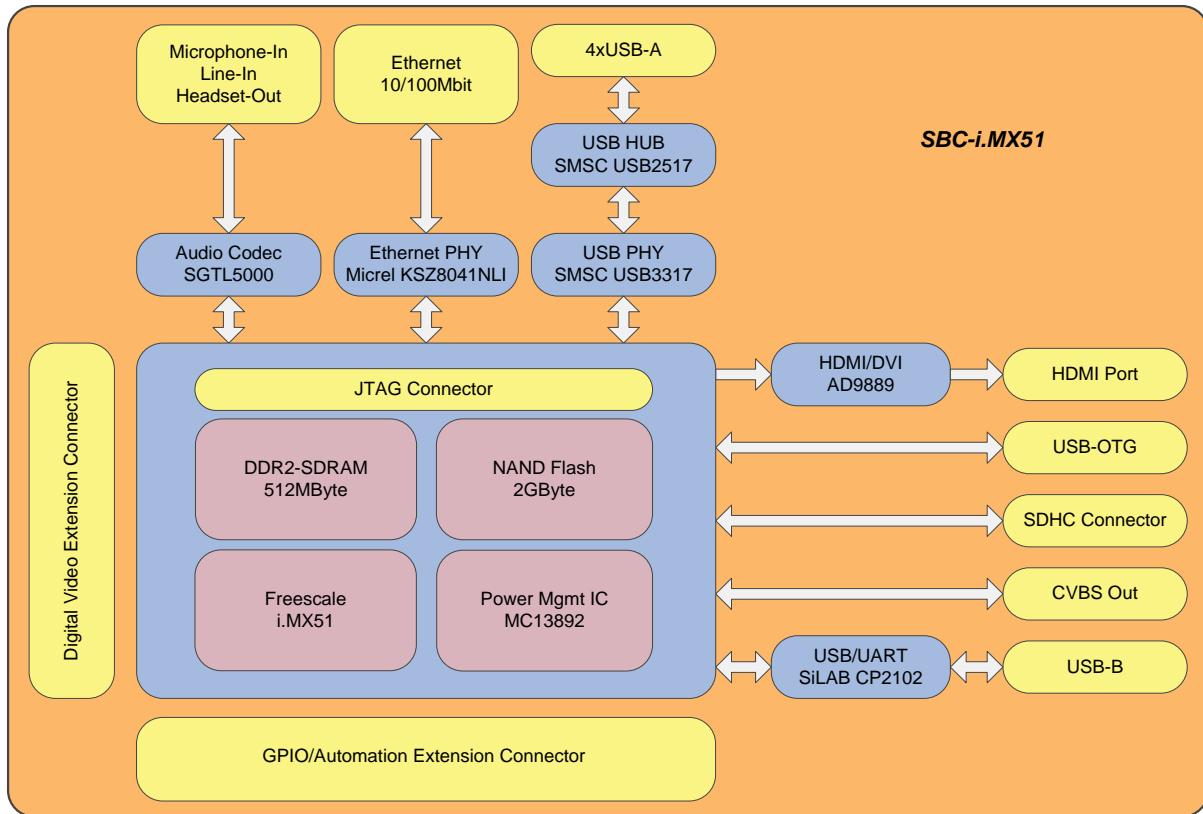 Microphone-In
Line-In
Headset-Out
Ethernet
10/100Mbit
4xUSB-A
USB HUB
SMSC USB2517
SBC-i.MX51
Audio Codec
SGTL5000
Ethernet PHY
Micrel KSZ8041NLI
USB PHY
SMSC USB3317
Digital Video Extension Connector
JTAG Connector
DDR2-SDRAM
512MByte
NAND Flash
2GByte
Freescale
i.MX51
Power Mgmt IC
MC13892
HDMI/DVI
AD9889
HDMI Port
USB-OTG
SDHC Connector
CVBS Out
USB/UART
SiLAB CP2102
USB-B
GPIO/Automation Extension Connector